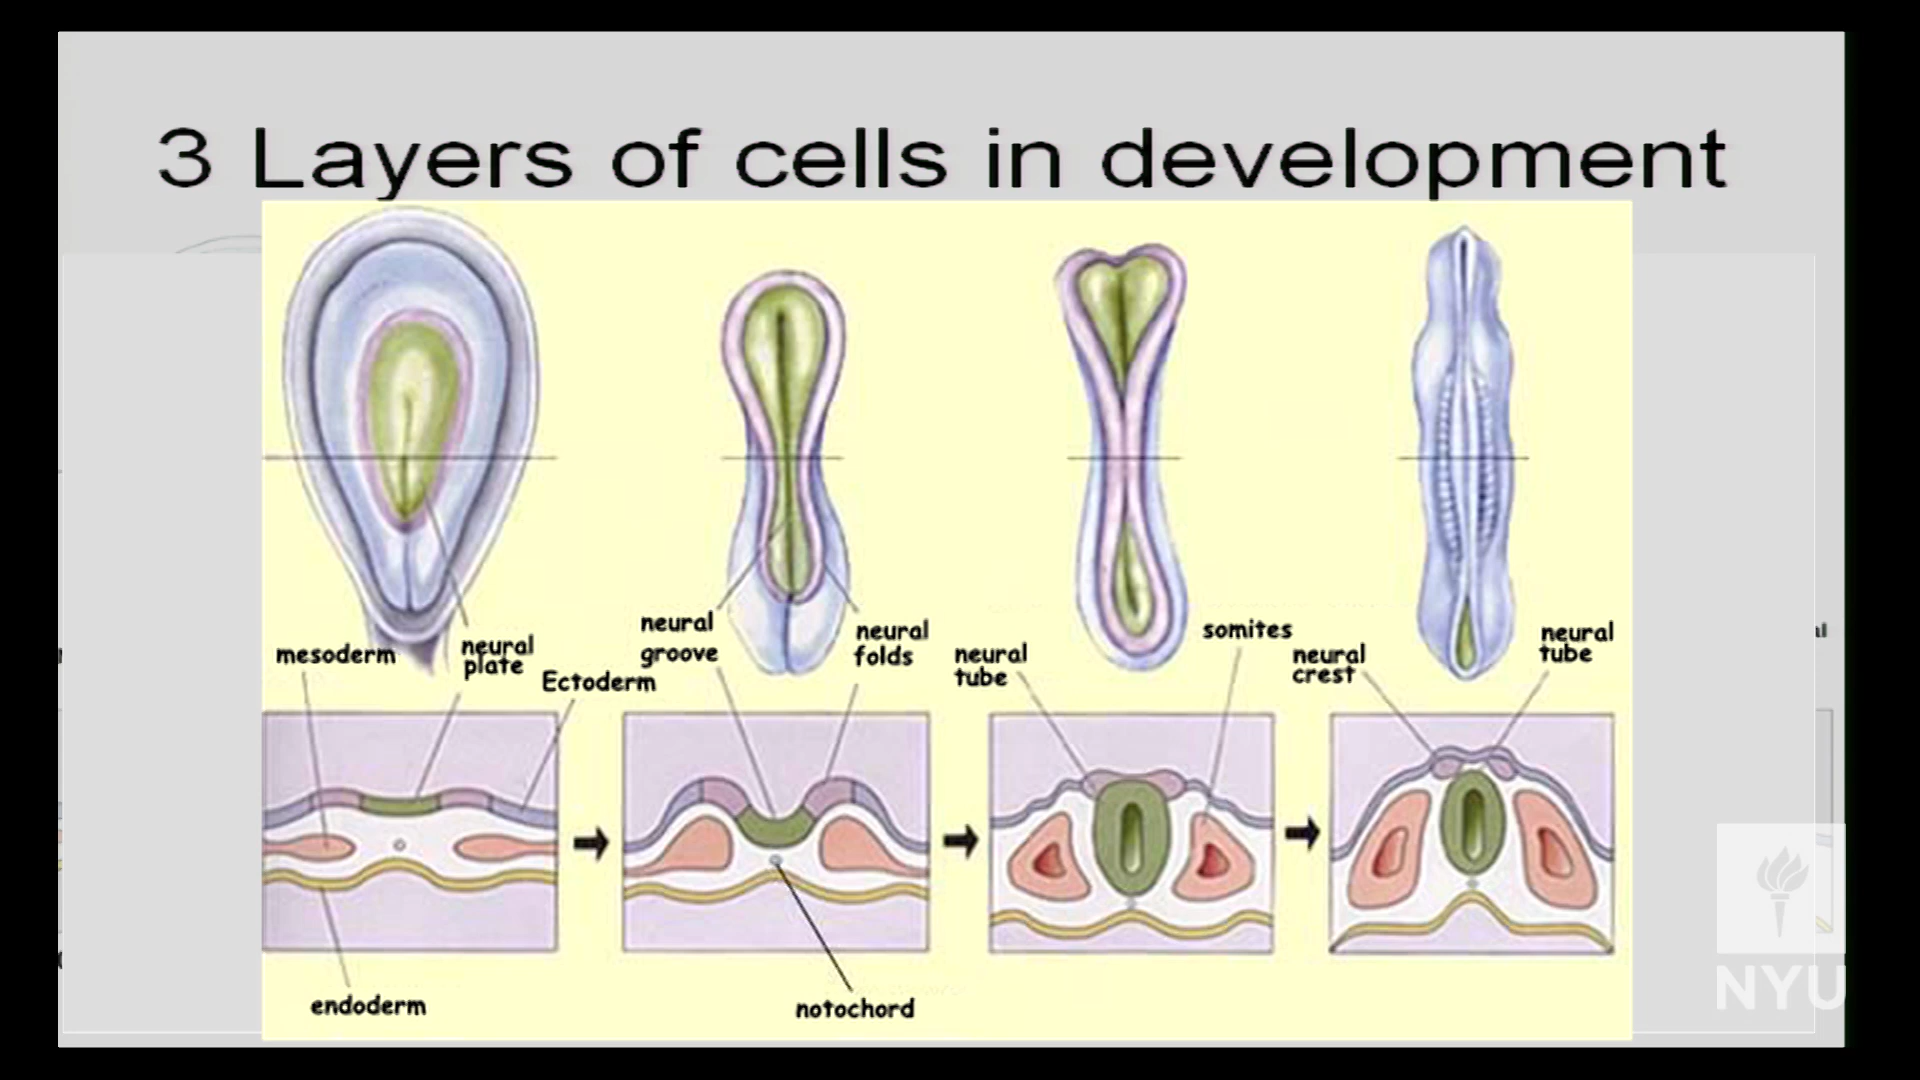 3 Layers of cells in development
mesoderm
neural
plate
Ectoderm
neural
groove
neural
folds
neural
tube
somites
neural
crest
neural
tube
endoderm
notochord
NYU